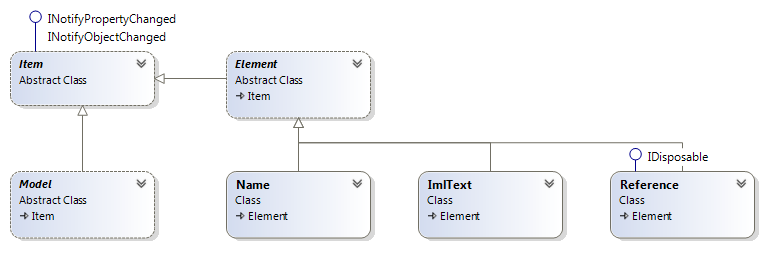 INotifyPropertyChanged
INotifyObjectChanged
Item
Abstract Class
Element
Abstract Class
Item
IDisposable
Model
Abstract Class
Item
Name
Class
Element
ImlText
Class
Element
Reference
Class
Element